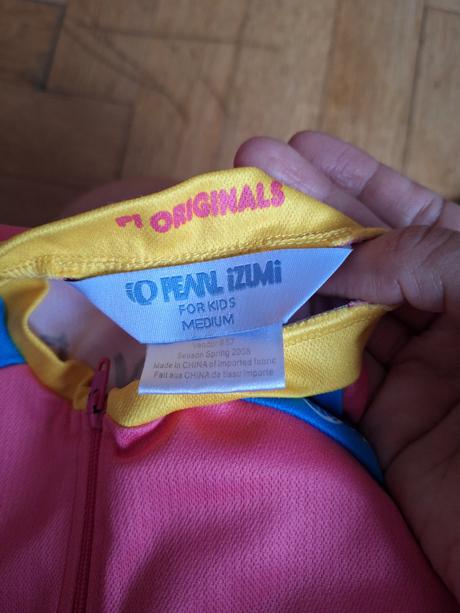 ORIGINALS
PEARL iZUMi
FOR KIDS
MEDIUM
Season Spring 2008
Made in CHINA of imported fabric
Fait aux CHINA de tissu importe